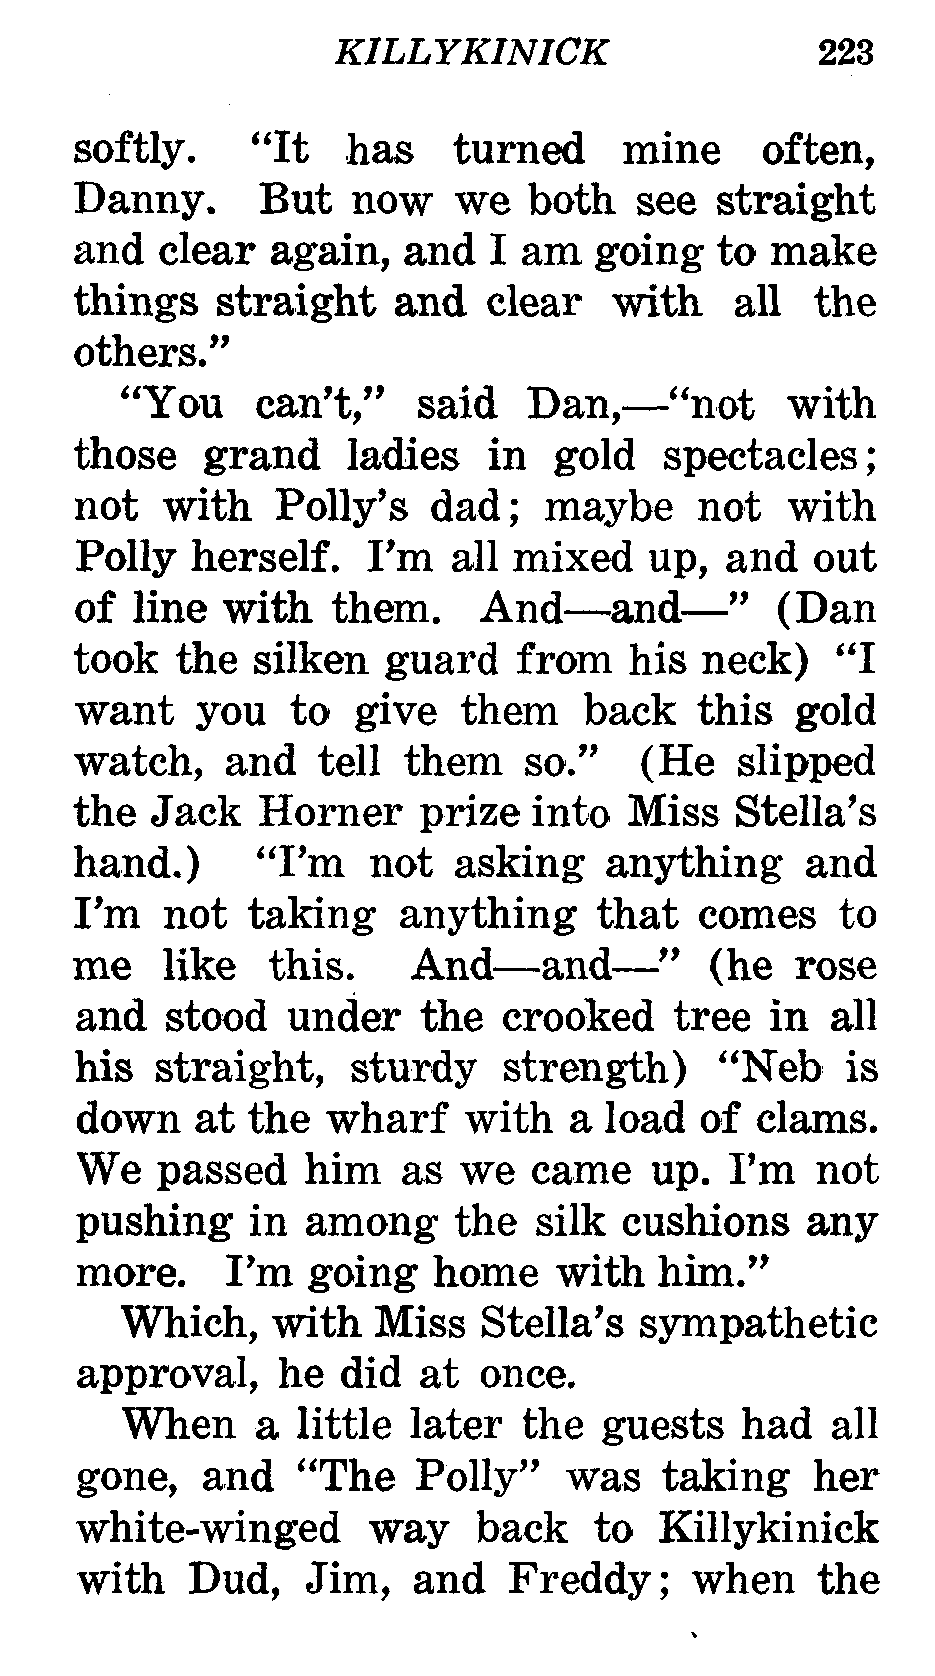 KILLYKINICK 223
softly. "It has turned mine often,
Danny. But now we both see straight
and clear again, and I am going to make
things straight and clear with all the
others."
"You can't," said Dan,—"not with
those grand ladies in gold spectacles;
not with Polly's dad; maybe not with
Polly herself. I'm all mixed up, and out
of line with them. And—and—" (Dan
took the silken guard from his neck) "I
want you to give them back this gold
watch, and tell them so." (He slipped
the Jack Horner prize into Miss Stella's
hand.) "I'm not asking anything and
I'm not taking anything that comes to
me like this. And—and—" (he rose
and stood under the crooked tree in all
his straight, sturdy strength) "Neb is
down at the wharf with a load of clams.
We passed him as we came up. I'm not
pushing in among the silk cushions any
more. I'm going home with him."
Which, with Miss Stella's sympathetic
approval, he did at once.
When a little later the guests had all
gone, and "The Polly" was taking her
white-winged way back to Killykinick
with Dud, Jim, and Freddy; when the